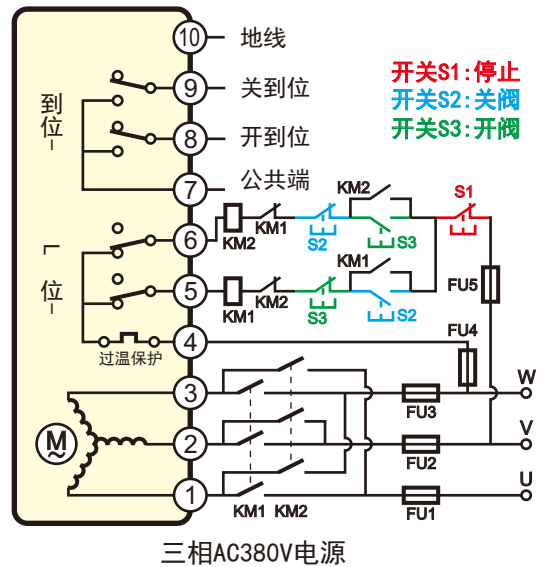 ⑩ 地线
⑨ 关到位
⑧ 开到位
⑦ 公共端
到位-
开关S1:停止
开关S2:关阀
开关S3:开阀
⑥ KM2 KM1 S2 KM2 S3 S1
位-
⑤ KM1 KM2 S3 KM1 S2 FU5
④ FU4
过温保护
③ FU3 W
M
~
② FU2 V
① KM1 KM2 FU1 U
三相AC380V电源